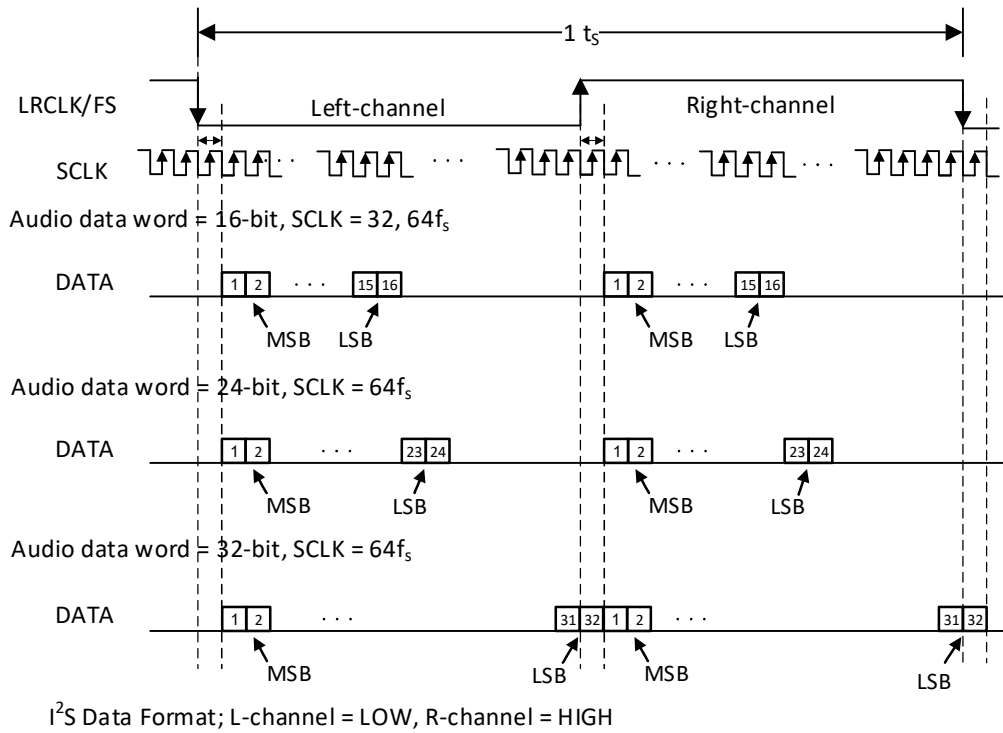 1 tS
LRCLK/FS Left-channel Right-channel
SCLK · · · · · · · · · · · ·
Audio data word = 16-bit, SCLK = 32, 64fs
DATA 1 2 · · · 15 16 1 2 · · · 15 16
MSB LSB MSB LSB
Audio data word = 24-bit, SCLK = 64fs
DATA 1 2 · · · 23 24 1 2 · · · 23 24
MSB LSB MSB LSB
Audio data word = 32-bit, SCLK = 64fs
DATA 1 2 · · · 31 32 1 2 · · · 31 32
MSB LSB MSB LSB
I²S Data Format; L-channel = LOW, R-channel = HIGH